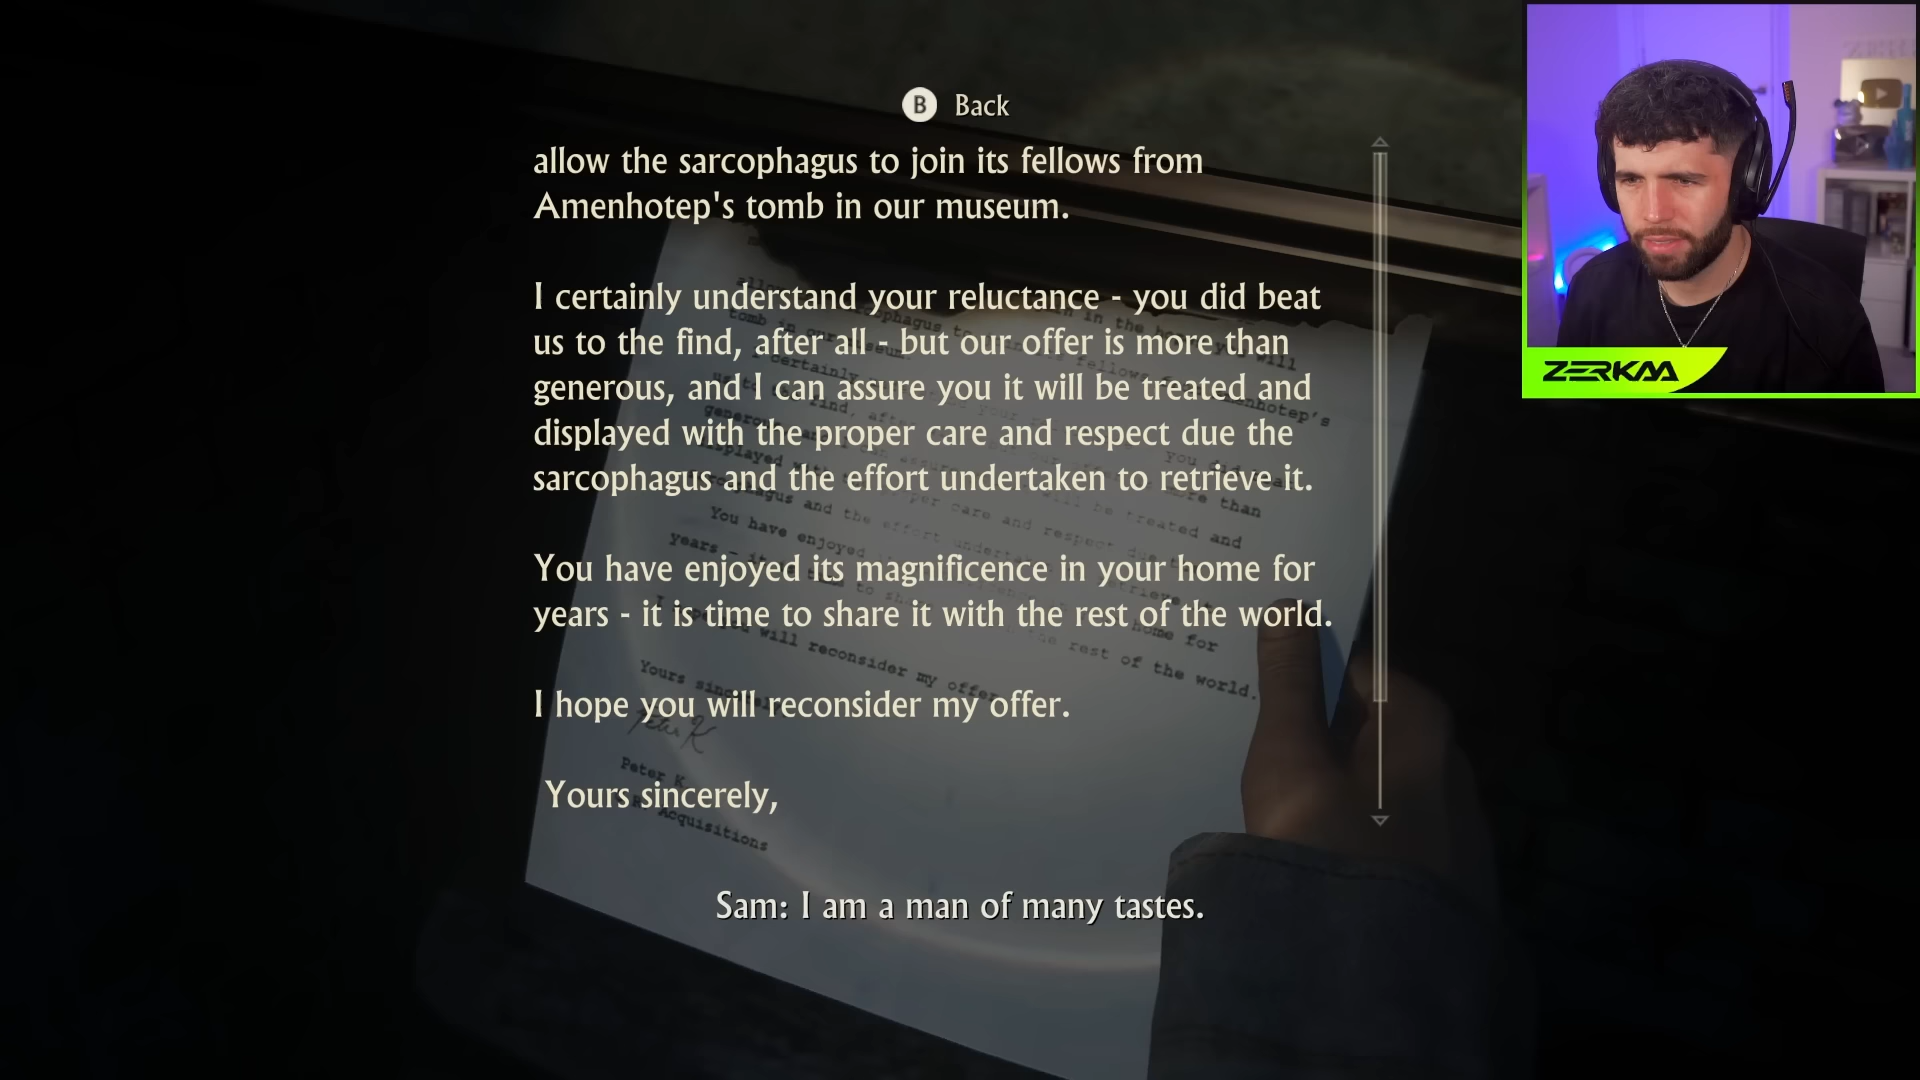 B Back
allow the sarcophagus to join its fellows from
Amenhotep's tomb in our museum.
I certainly understand your reluctance - you did beat
us to the find, after all - but our offer is more than
generous, and I can assure you it will be treated and
displayed with the proper care and respect due the
sarcophagus and the effort undertaken to retrieve it.
You have enjoyed its magnificence in your home for
years - it is time to share it with the rest of the world.
I hope you will reconsider my offer.
Yours sincerely,
Peter K
Peter K
Acquisitions
Sam: I am a man of many tastes.
ZERKAA